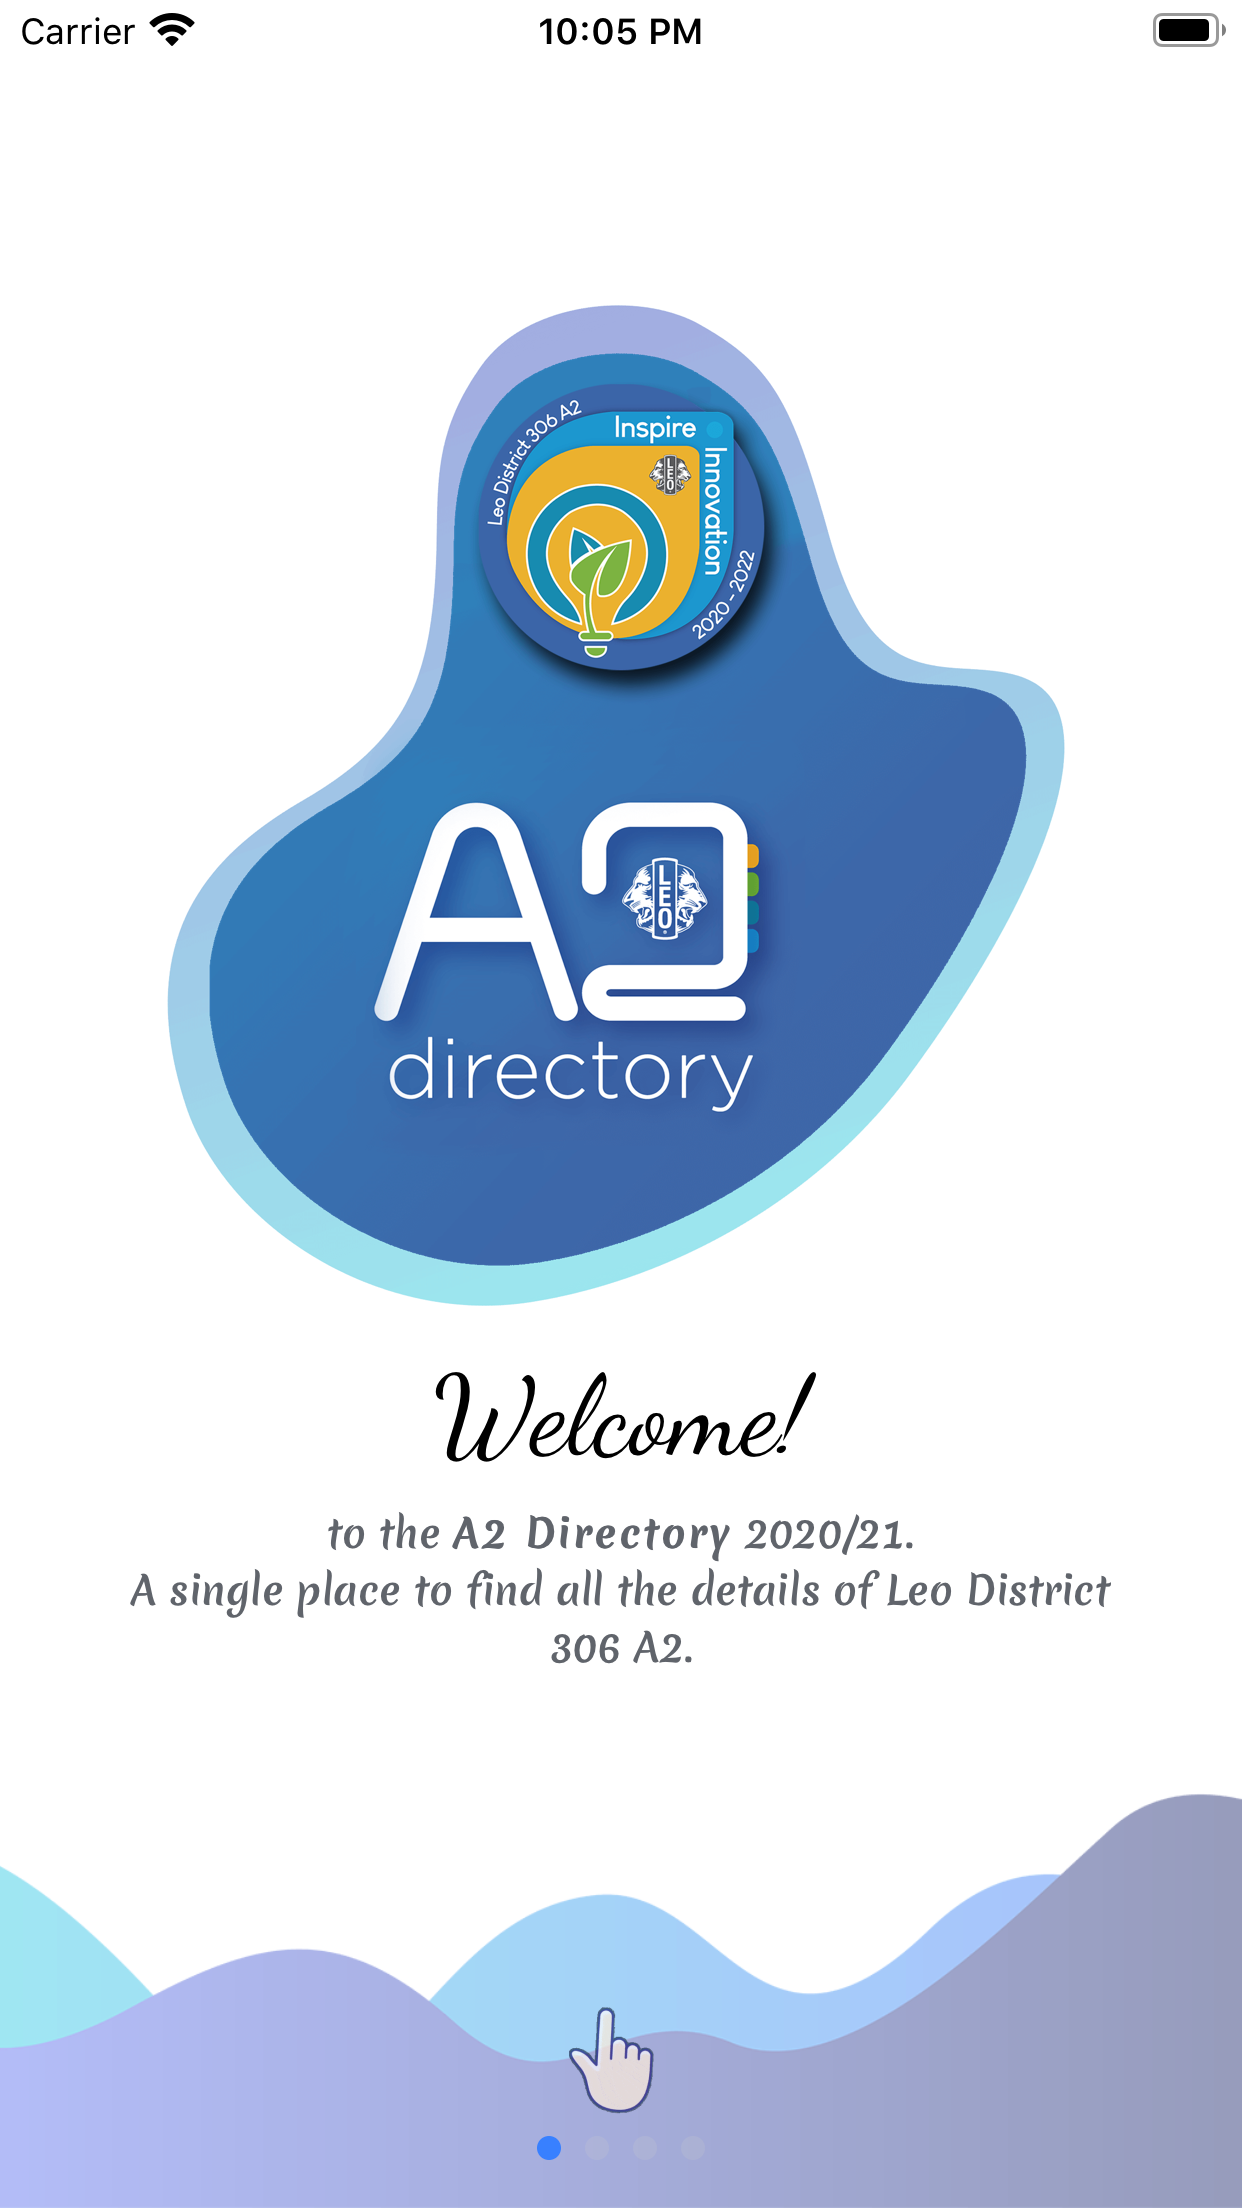 Carrier
10:05 PM
Leo District 306 A2
Inspire
Innovation
LEO
2020 - 2022
A2
LEO
directory
Welcome!
to the A2 Directory 2020/21.
A single place to find all the details of Leo District
306 A2.